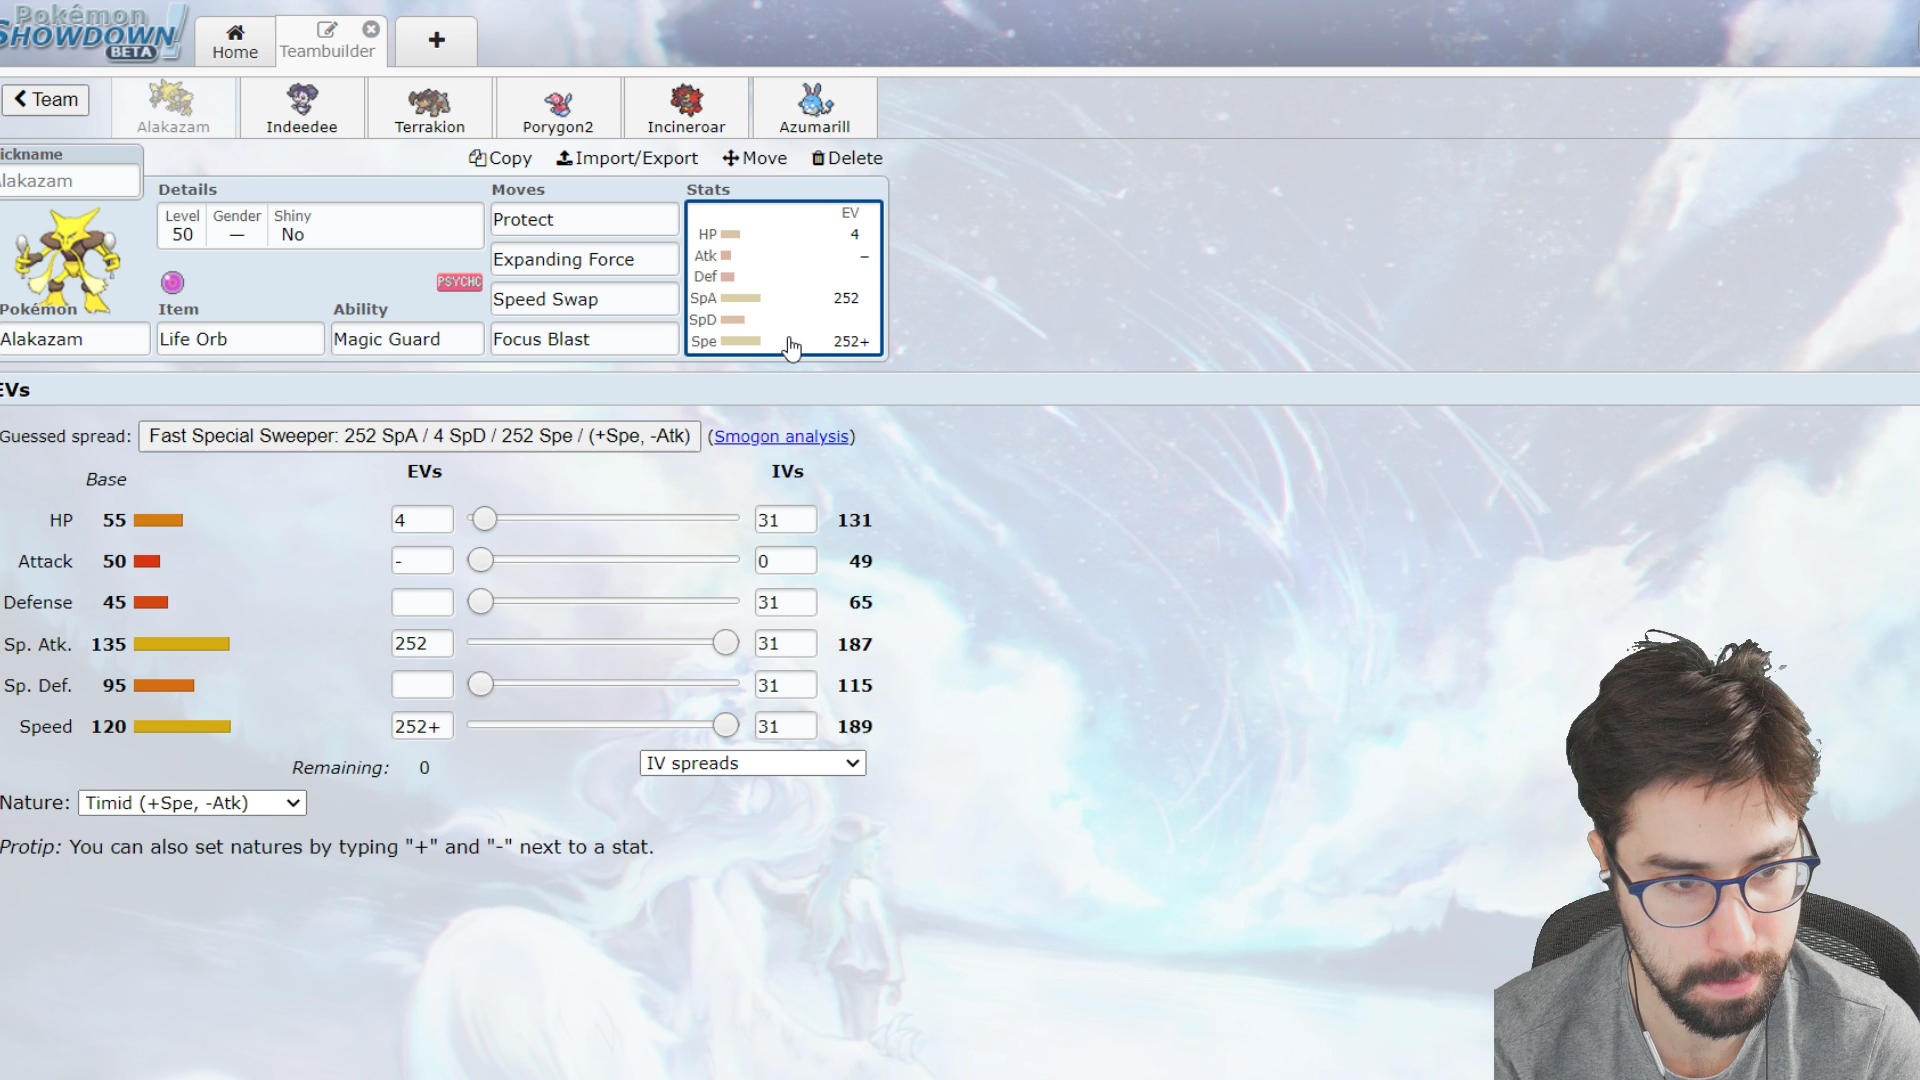 Pokémon
SHOWDOWN
BETA
Home
Teambuilder
+
Team
Alakazam
Indeedee
Terrakion
Porygon2
Incineroar
Azumarill
ickname
lakazam
Copy
Import/Export
Move
Delete
Details
Moves
Stats
Level
50
Gender
—
Shiny
No
Protect
Expanding Force
Speed Swap
Focus Blast
EV
HP 4
Atk –
Def
SpA 252
SpD
Spe 252+
PSYCHC
Pokémon
Item
Ability
Alakazam
Life Orb
Magic Guard
EVs
Guessed spread: Fast Special Sweeper: 252 SpA / 4 SpD / 252 Spe / (+Spe, -Atk) (Smogon analysis)
Base EVs IVs
HP 55 4 31 131
Attack 50 - 0 49
Defense 45 31 65
Sp. Atk. 135 252 31 187
Sp. Def. 95 31 115
Speed 120 252+ 31 189
Remaining: 0 IV spreads
Nature: Timid (+Spe, -Atk)
Protip: You can also set natures by typing "+" and "-" next to a stat.